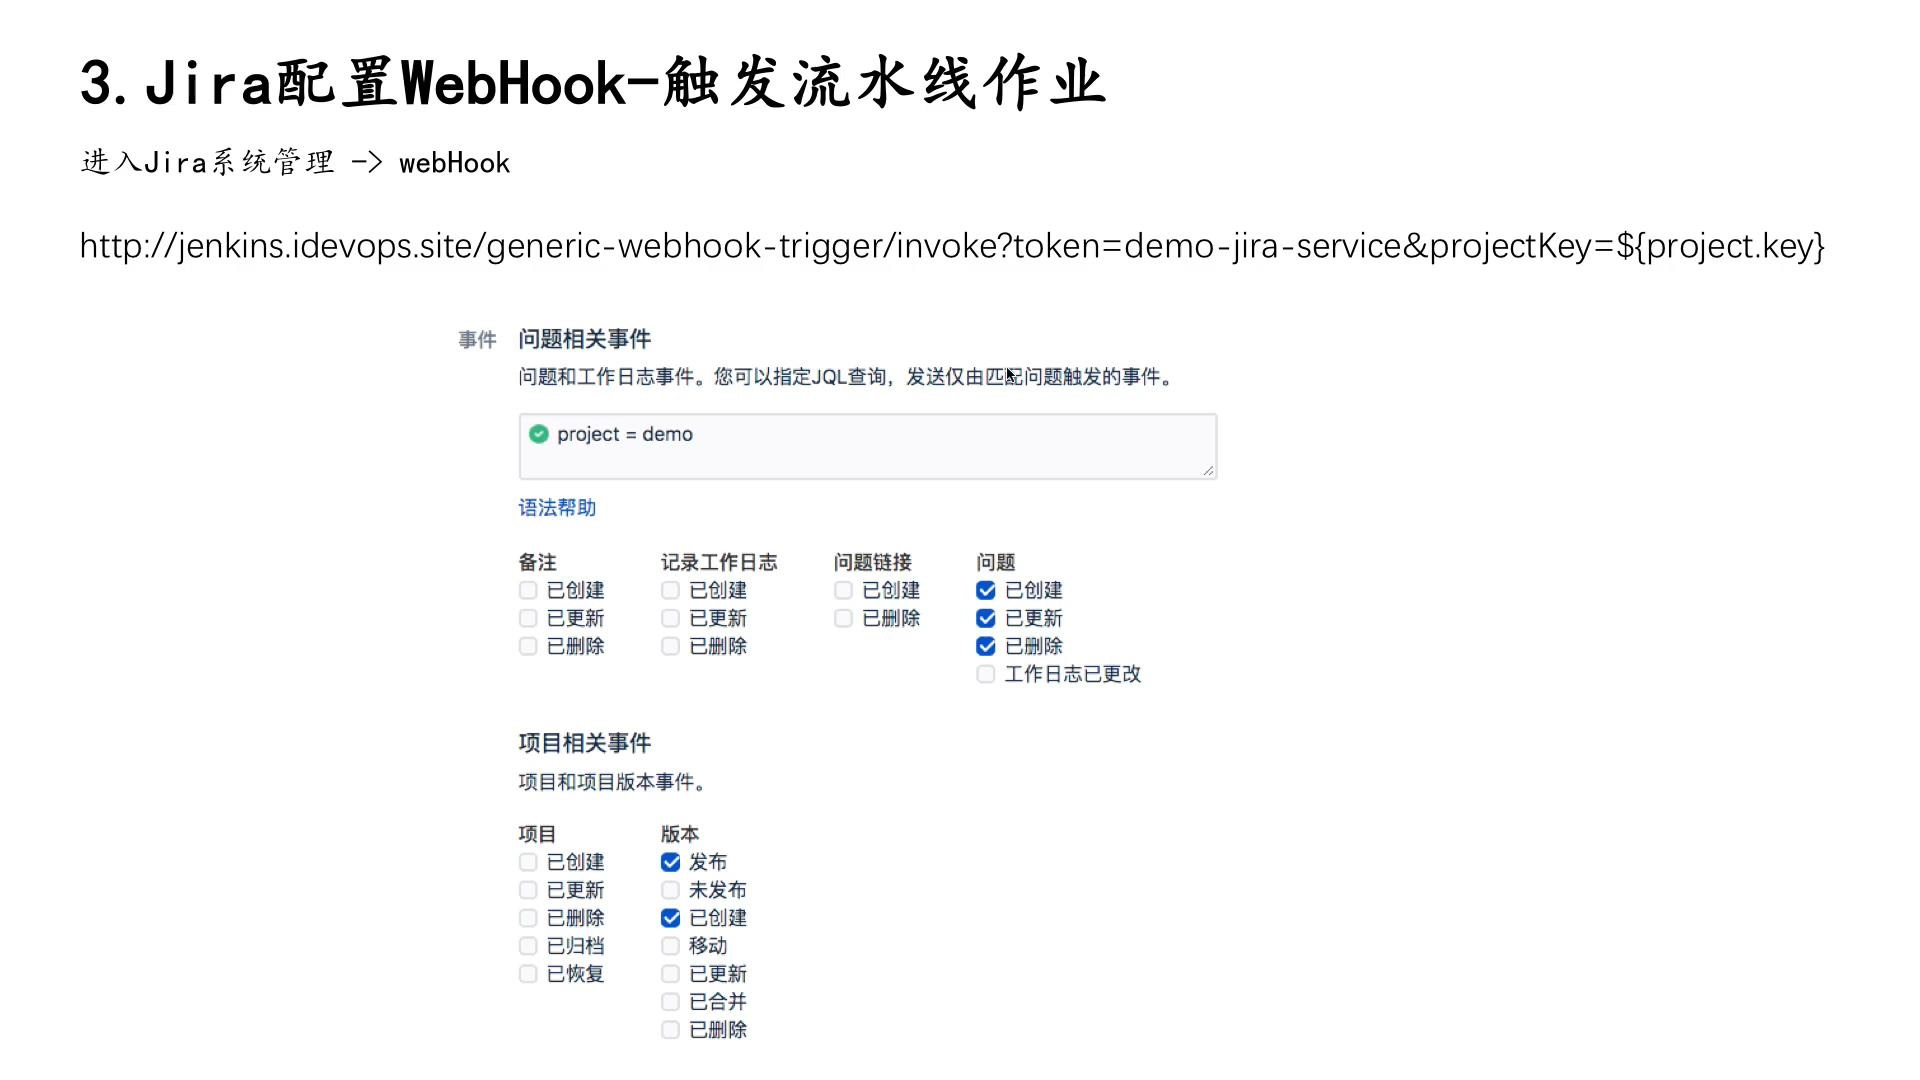 3.Jira配置WebHook-触发流水线作业
进入Jira系统管理 -> webHook
http://jenkins.idevops.site/generic-webhook-trigger/invoke?token=demo-jira-service&projectKey=${project.key}
事件 问题相关事件
问题和工作日志事件。您可以指定JQL查询，发送仅由匹配问题触发的事件。
project = demo
语法帮助
备注 记录工作日志 问题链接 问题
已创建 已创建 已创建 已创建
已更新 已更新 已删除 已更新
已删除 已删除 已删除
工作日志已更改
项目相关事件
项目和项目版本事件。
项目 版本
已创建 发布
已更新 未发布
已删除 已创建
已归档 移动
已恢复 已更新
已合并
已删除